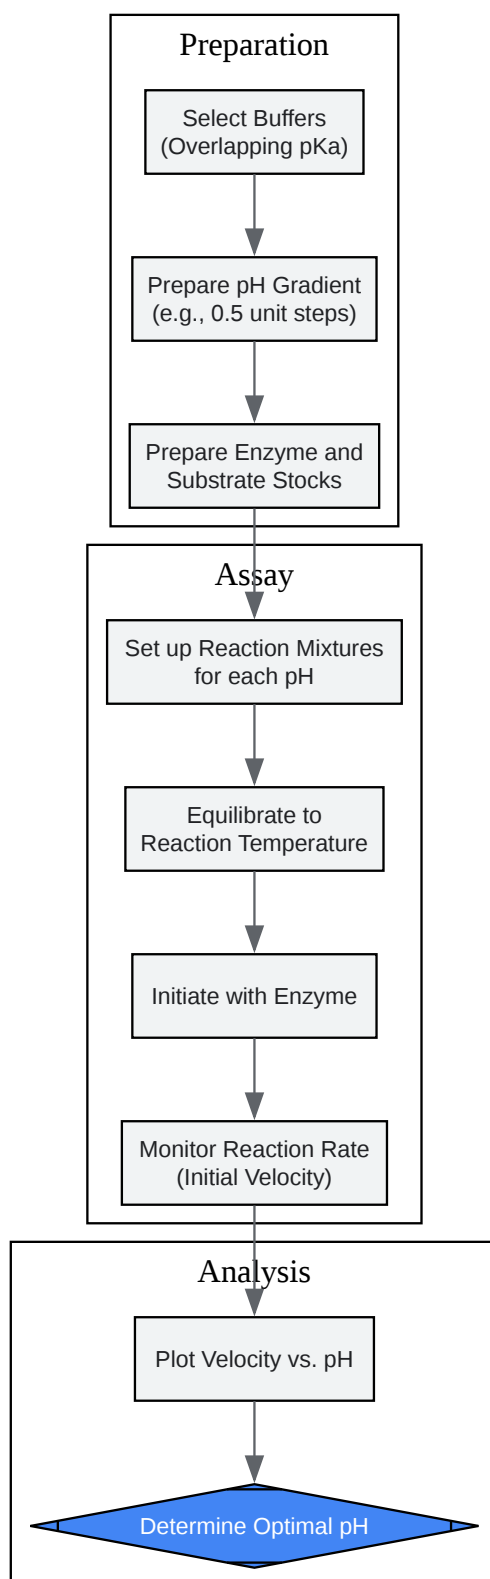 Preparation
Select Buffers
(Overlapping pKa)
Prepare pH Gradient
(e.g., 0.5 unit steps)
Prepare Enzyme and
Substrate Stocks
Assay
Set up Reaction Mixtures
for each pH
Equilibrate to
Reaction Temperature
Initiate with Enzyme
Monitor Reaction Rate
(Initial Velocity)
Analysis
Plot Velocity vs. pH
Determine Optimal pH